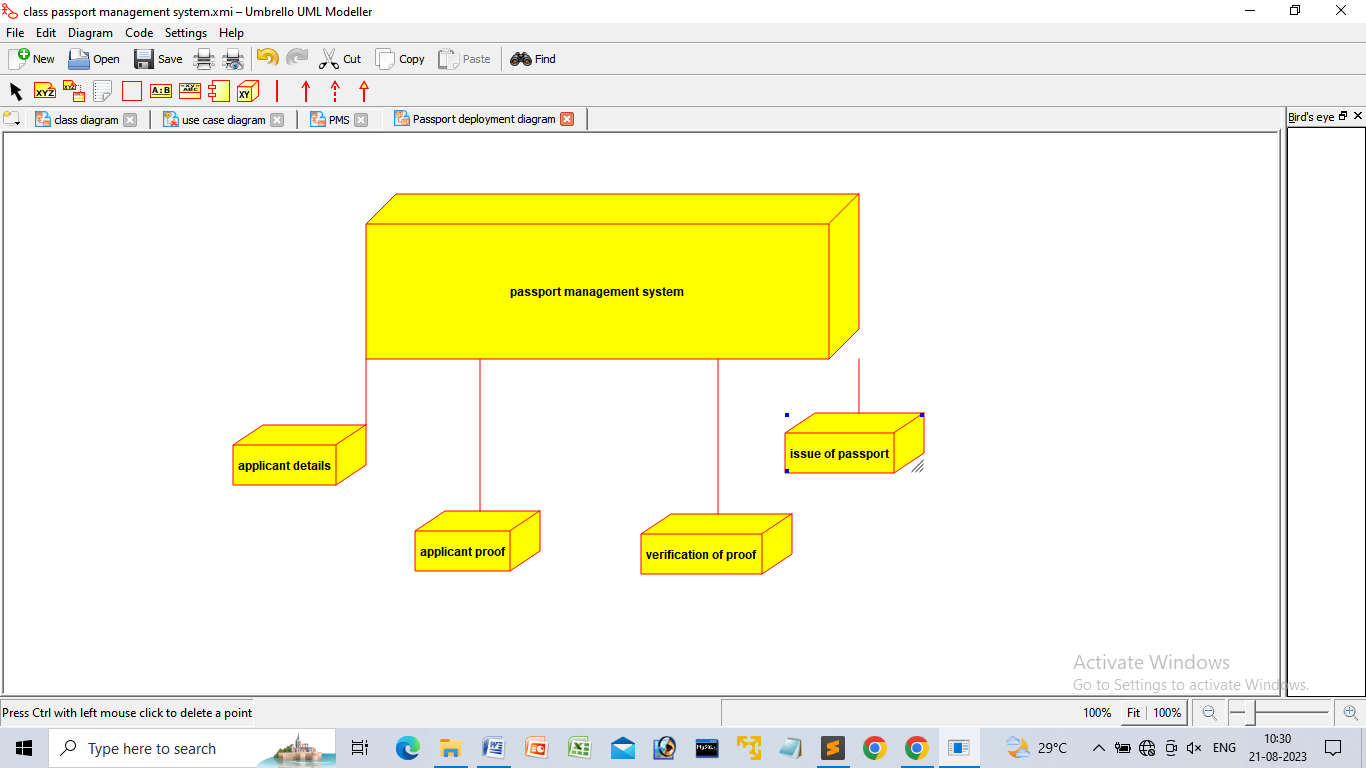 class passport management system.xmi – Umbrello UML Modeller
File Edit Diagram Code Settings Help
New Open Save Cut Copy Paste Find
XYZ XYZ A:B ABC XY
class diagram use case diagram PMS Passport deployment diagram Bird's eye
passport management system
applicant details
issue of passport
applicant proof
verification of proof
Activate Windows
Go to Settings to activate Windows.
Press Ctrl with left mouse click to delete a point 100% Fit 100%
Type here to search 29°C ENG 10:30
21-08-2023